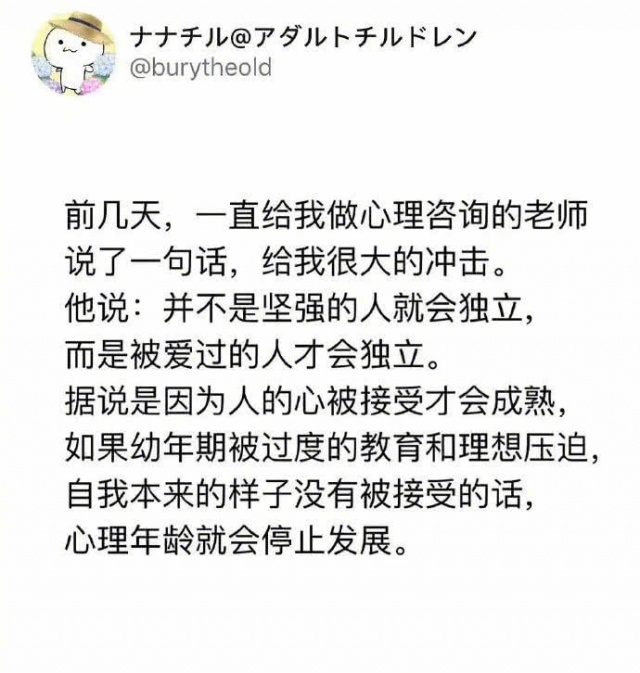 ナナチル@アダルトチルドレン
@burytheold
前几天，一直给我做心理咨询的老师
说了一句话，给我很大的冲击。
他说：并不是坚强的人就会独立，
而是被爱过的人才会独立。
据说是因为人的心被接受才会成熟，
如果幼年期被过度的教育和理想压迫，
自我本来的样子没有被接受的话，
心理年龄就会停止发展。